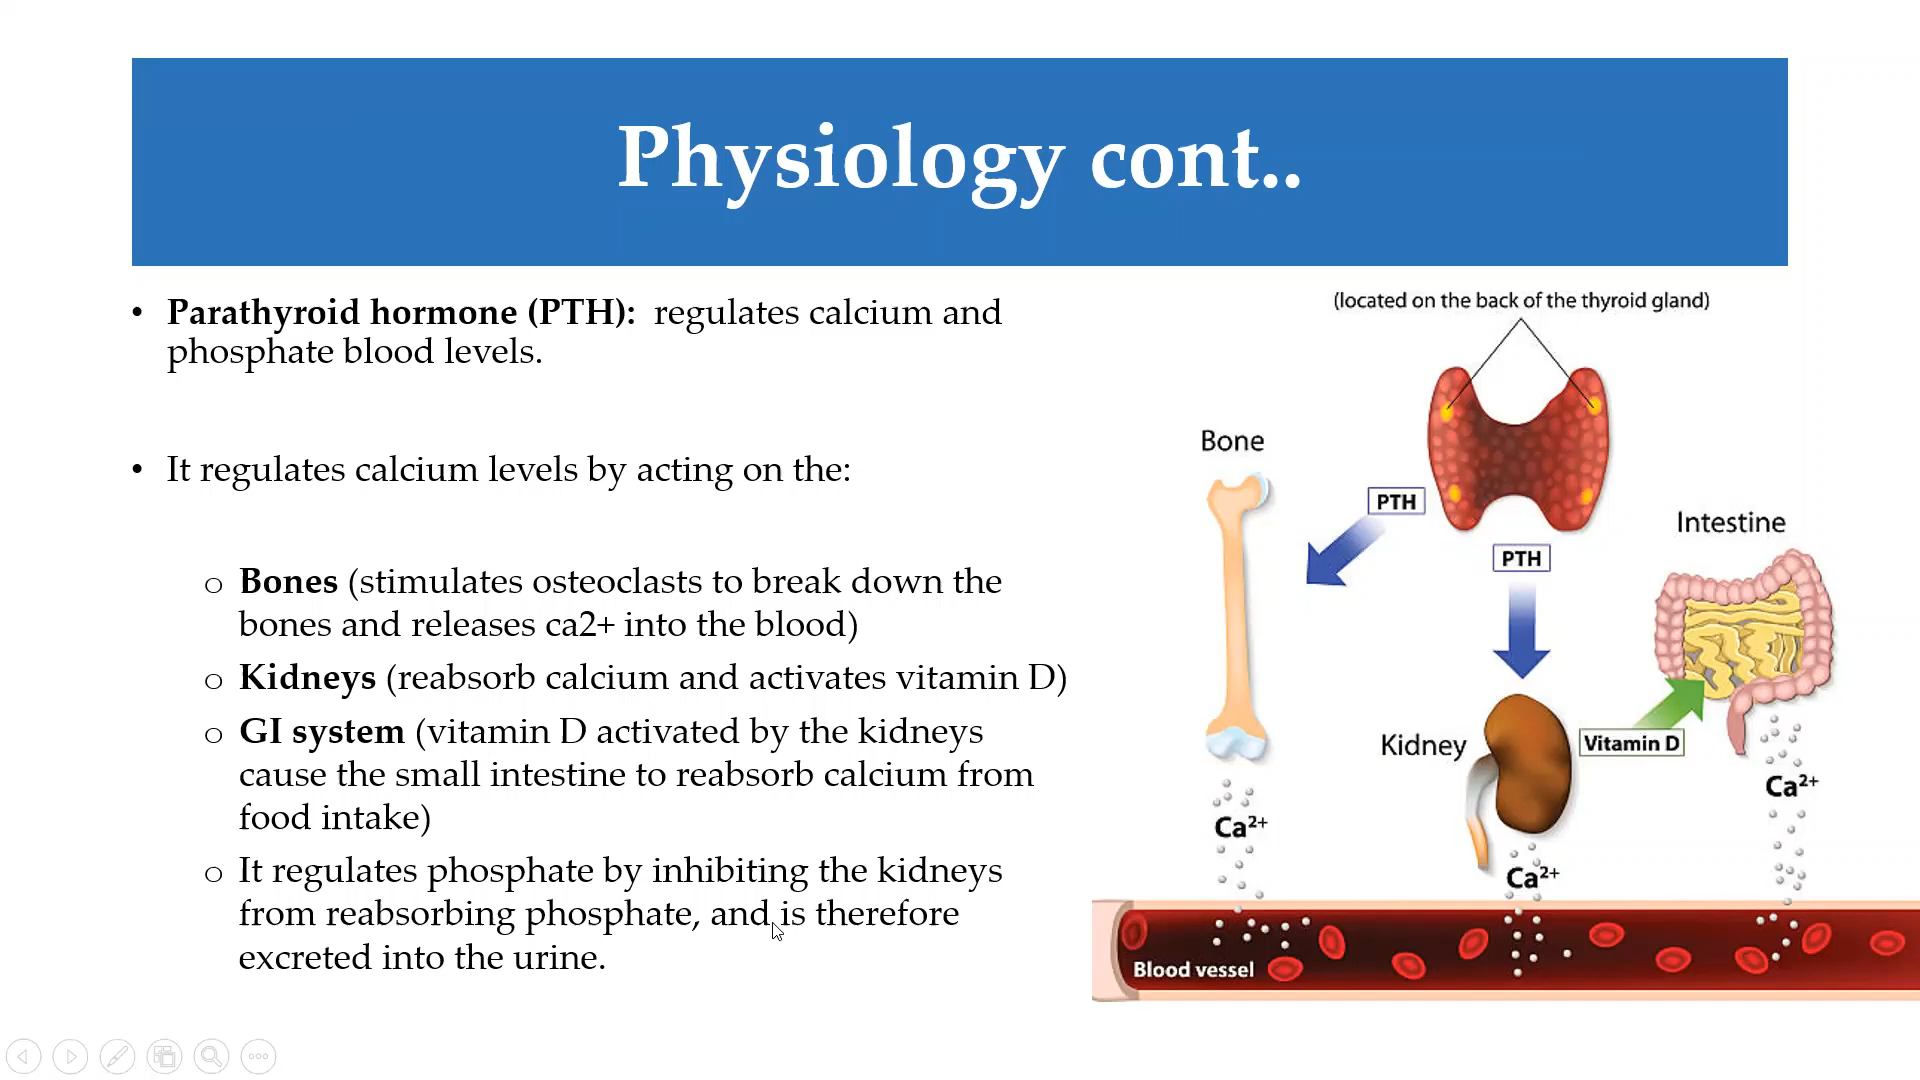 Physiology cont..
• Parathyroid hormone (PTH): regulates calcium and
phosphate blood levels.
• It regulates calcium levels by acting on the:
o Bones (stimulates osteoclasts to break down the
bones and releases ca2+ into the blood)
o Kidneys (reabsorb calcium and activates vitamin D)
o GI system (vitamin D activated by the kidneys
cause the small intestine to reabsorb calcium from
food intake)
o It regulates phosphate by inhibiting the kidneys
from reabsorbing phosphate, and is therefore
excreted into the urine.
(located on the back of the thyroid gland)
Bone
PTH
PTH
Intestine
Kidney
Vitamin D
Ca²⁺
Ca²⁺
Ca²⁺
Blood vessel